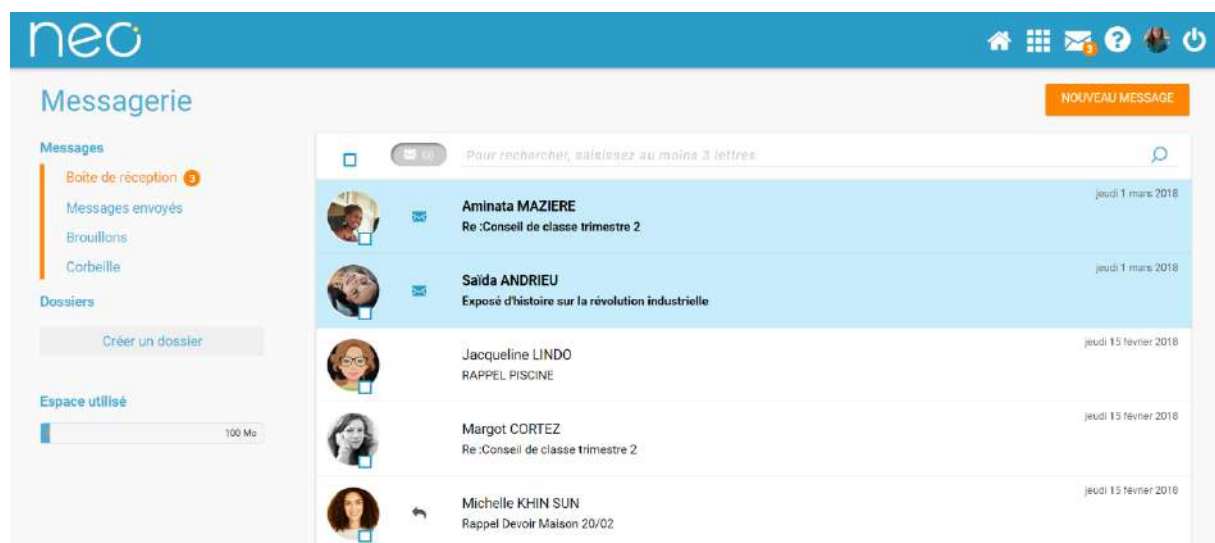 neo
3
Messagerie
NOUVEAU MESSAGE
Messages
Boîte de réception 3
Messages envoyés
Brouillons
Corbeille
Dossiers
Créer un dossier
Espace utilisé
100 Mo
Pour rechercher, saisissez au moins 3 lettres
Aminata MAZIERE
jeudi 1 mars 2018
Re :Conseil de classe trimestre 2
Saïda ANDRIEU
jeudi 1 mars 2018
Exposé d'histoire sur la révolution industrielle
Jacqueline LINDO
jeudi 15 février 2018
RAPPEL PISCINE
Margot CORTEZ
jeudi 15 février 2018
Re :Conseil de classe trimestre 2
Michelle KHIN SUN
jeudi 15 février 2018
Rappel Devoir Maison 20/02